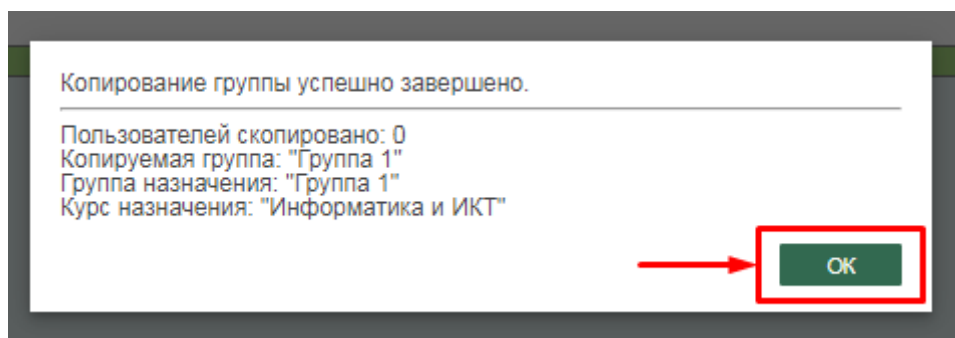 Копирование группы успешно завершено.
Пользователей скопировано: 0
Копируемая группа: "Группа 1"
Группа назначения: "Группа 1"
Курс назначения: "Информатика и ИКТ"
ОК